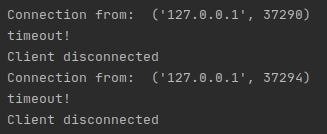 Connection from:  ('127.0.0.1', 37290)
timeout!
Client disconnected
Connection from:  ('127.0.0.1', 37294)
timeout!
Client disconnected